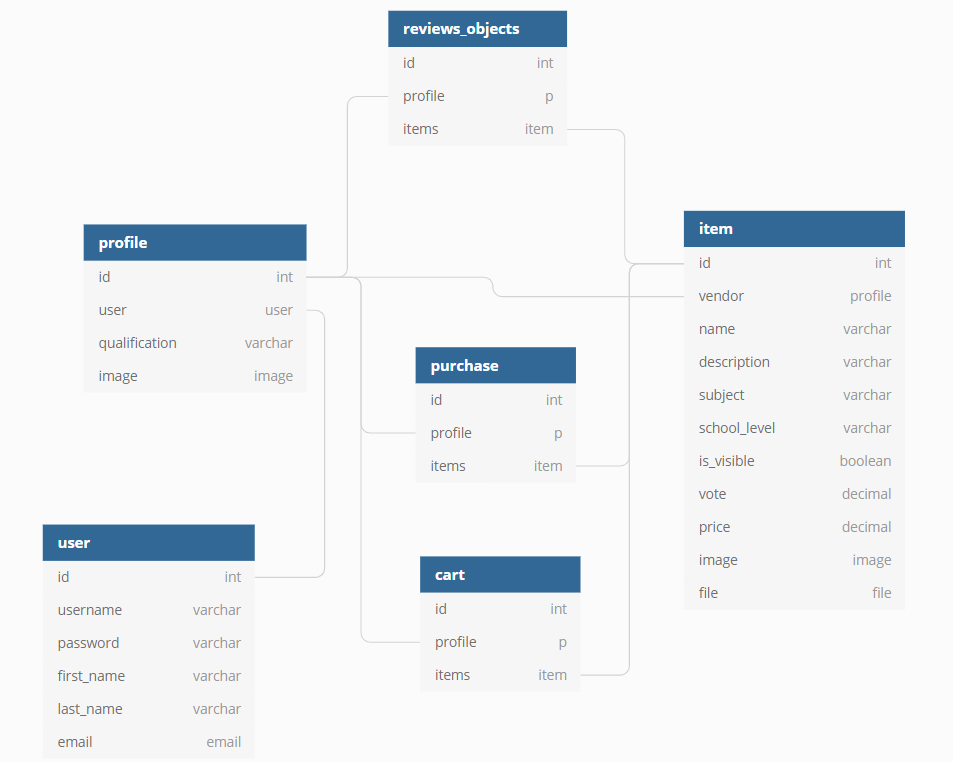 reviews_objects
id int
profile p
items item
profile
id int
user user
qualification varchar
image image
item
id int
vendor profile
name varchar
description varchar
subject varchar
school_level varchar
is_visible boolean
vote decimal
price decimal
image image
file file
purchase
id int
profile p
items item
user
id int
username varchar
password varchar
first_name varchar
last_name varchar
email email
cart
id int
profile p
items item